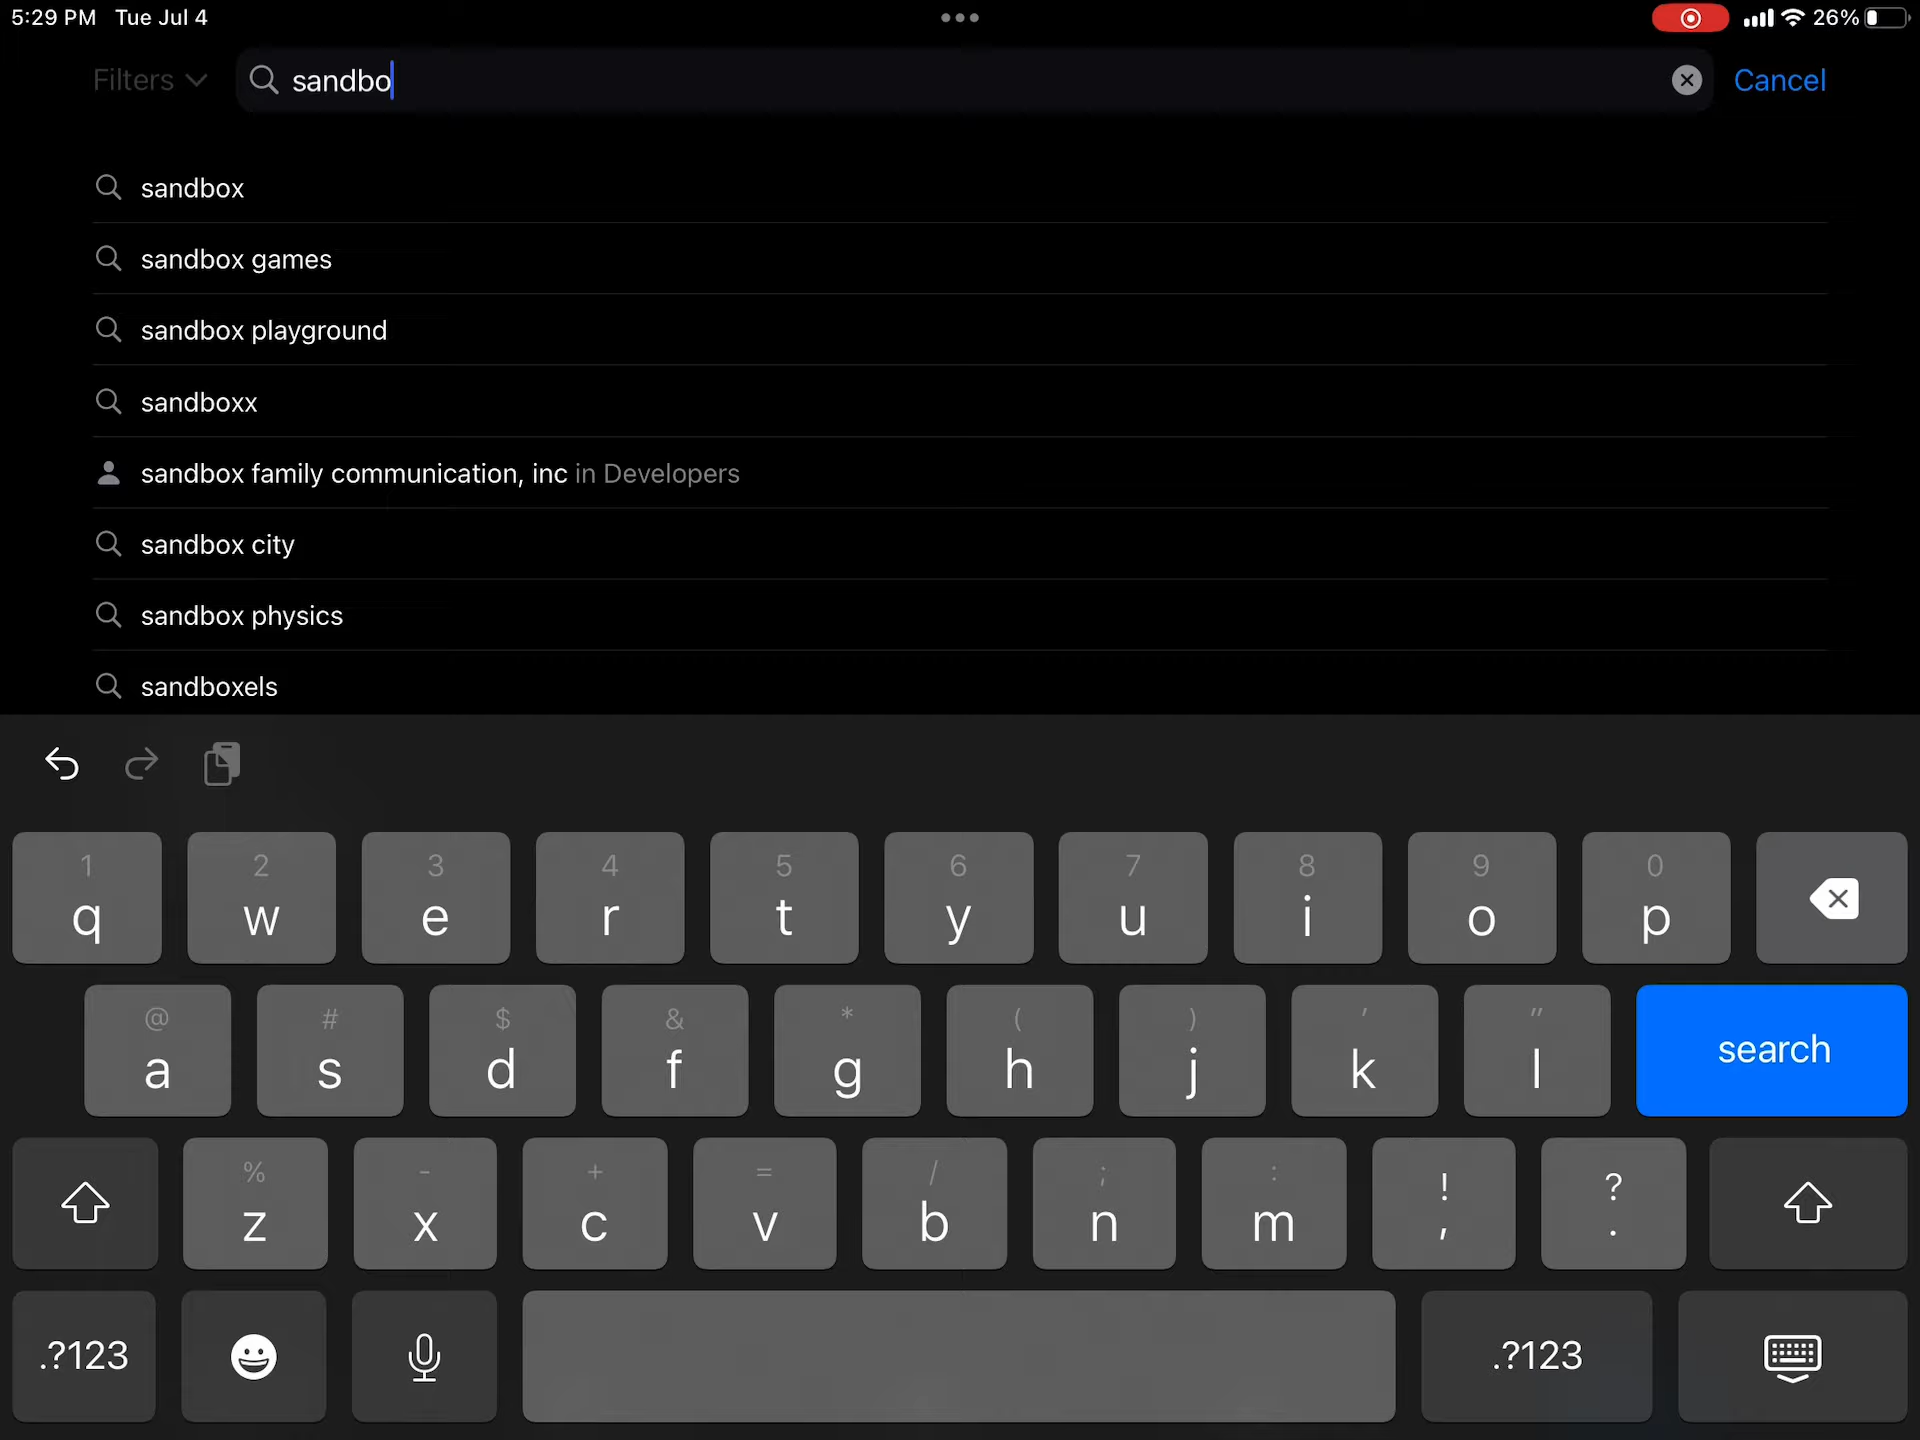 5:29 PM Tue Jul 4
26%
Filters
sandbo
Cancel
sandbox
sandbox games
sandbox playground
sandboxx
sandbox family communication, inc in Developers
sandbox city
sandbox physics
sandboxels
1 2 3 4 5 6 7 8 9 0
q w e r t y u i o p
@ # $ & * ( ) ' "
a s d f g h j k l
search
% - + = / ; : ! ?
z x c v b n m , .
.?123
.?123